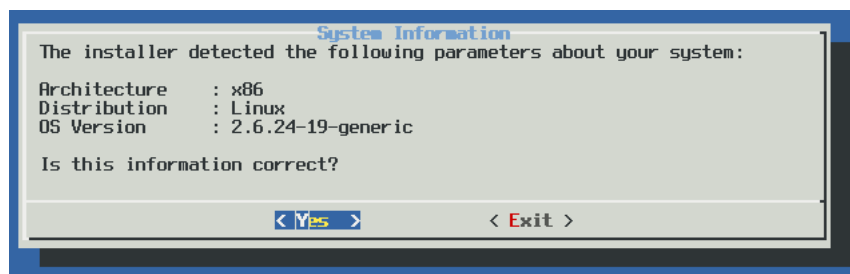 System Information
The installer detected the following parameters about your system:
Architecture : x86
Distribution : Linux
OS Version : 2.6.24-19-generic
Is this information correct?
< Yes > < Exit >